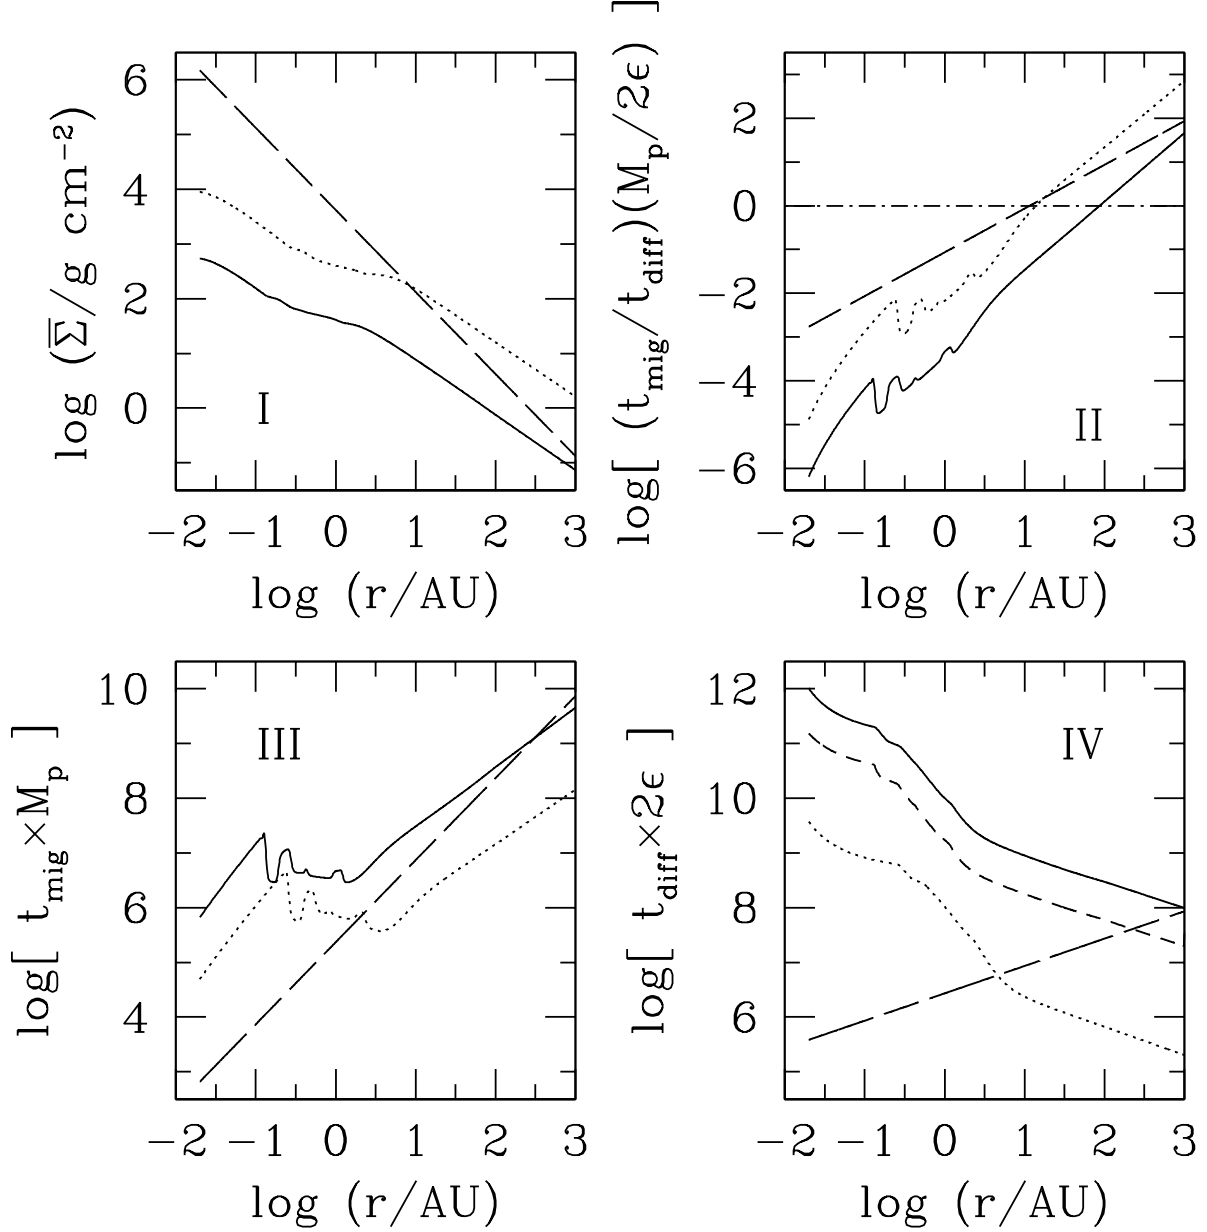 log (Σ̅/g cm⁻²)
6
4
2
0
I
−2 −1 0 1 2 3
log (r/AU)
log[ (t_mig/t_diff)(M_p/2ϵ) ]
2
0
−2
−4
−6
II
−2 −1 0 1 2 3
log (r/AU)
log[ t_mig×M_p ]
10
8
6
4
III
−2 −1 0 1 2 3
log (r/AU)
log[ t_diff×2ϵ ]
12
10
8
6
IV
−2 −1 0 1 2 3
log (r/AU)